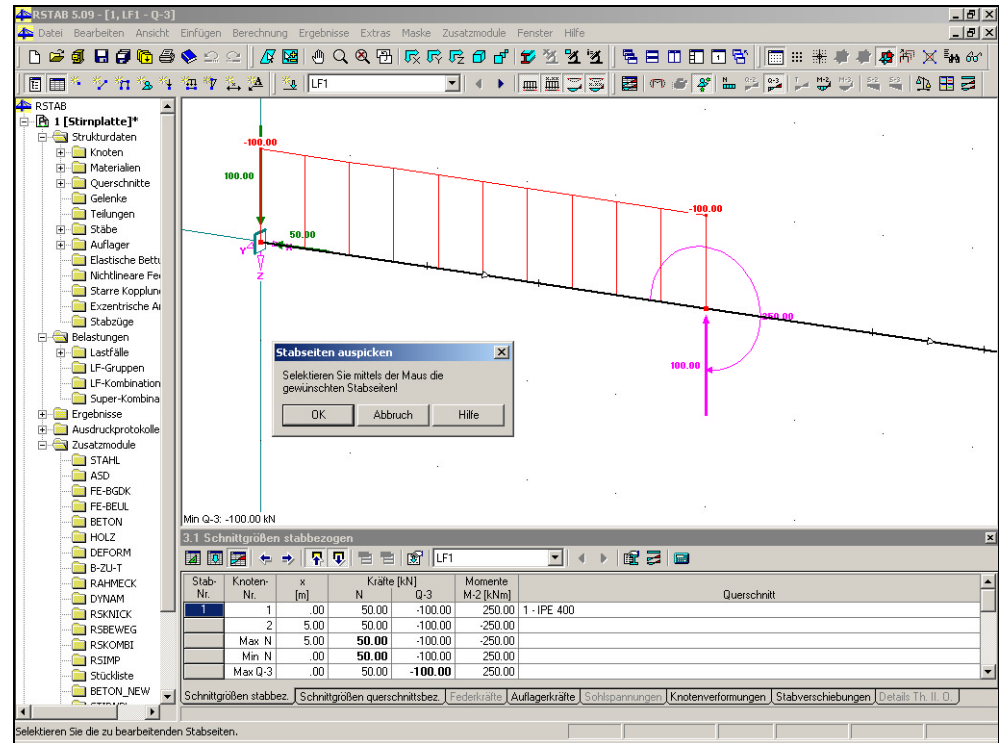 RSTAB 5.09 - [1, LF1 - Q-3]
Datei Bearbeiten Ansicht Einfügen Berechnung Ergebnisse Extras Maske Zusatzmodule Fenster Hilfe
LF1
RSTAB
1 [Stirnplatte]*
Strukturdaten
Knoten
Materialien
Querschnitte
Gelenke
Teilungen
Stäbe
Auflager
Elastische Bettu
Nichtlineare Fe
Starre Kopplun
Exzentrische A
Stabzüge
Belastungen
Lastfälle
LF-Gruppen
LF-Kombination
Super-Kombina
Ergebnisse
Ausdruckprotokolle
Zusatzmodule
STAHL
ASD
FE-BGDK
FE-BEUL
BETON
HOLZ
DEFORM
B-ZU-T
RAHMECK
DYNAM
RSKNICK
RSBEWEG
RSKOMBI
RSIMP
Stückliste
BETON_NEW
-100.00
100.00
50.00
Y
X
Z
-100.00
250.00
100.00
Stabseiten auspicken
Selektieren Sie mittels der Maus die
gewünschten Stabseiten!
OK Abbruch Hilfe
Min Q-3: -100.00 kN
3.1 Schnittgrößen stabbezogen
LF1
Stab- Knoten- x Kräfte [kN] Momente
Nr. Nr. [m] N Q-3 M-2 [kNm] Querschnitt
1 1 .00 50.00 -100.00 250.00 1 - IPE 400
2 5.00 50.00 -100.00 -250.00
Max N 5.00 50.00 -100.00 -250.00
Min N .00 50.00 -100.00 250.00
Max Q-3 .00 50.00 -100.00 250.00
Schnittgrößen stabbez. Schnittgrößen querschnittsbez. Federkräfte Auflagerkräfte Sohlspannungen Knotenverformungen Stabverschiebungen Details Th. II. O.
Selektieren Sie die zu bearbeitenden Stabseiten.